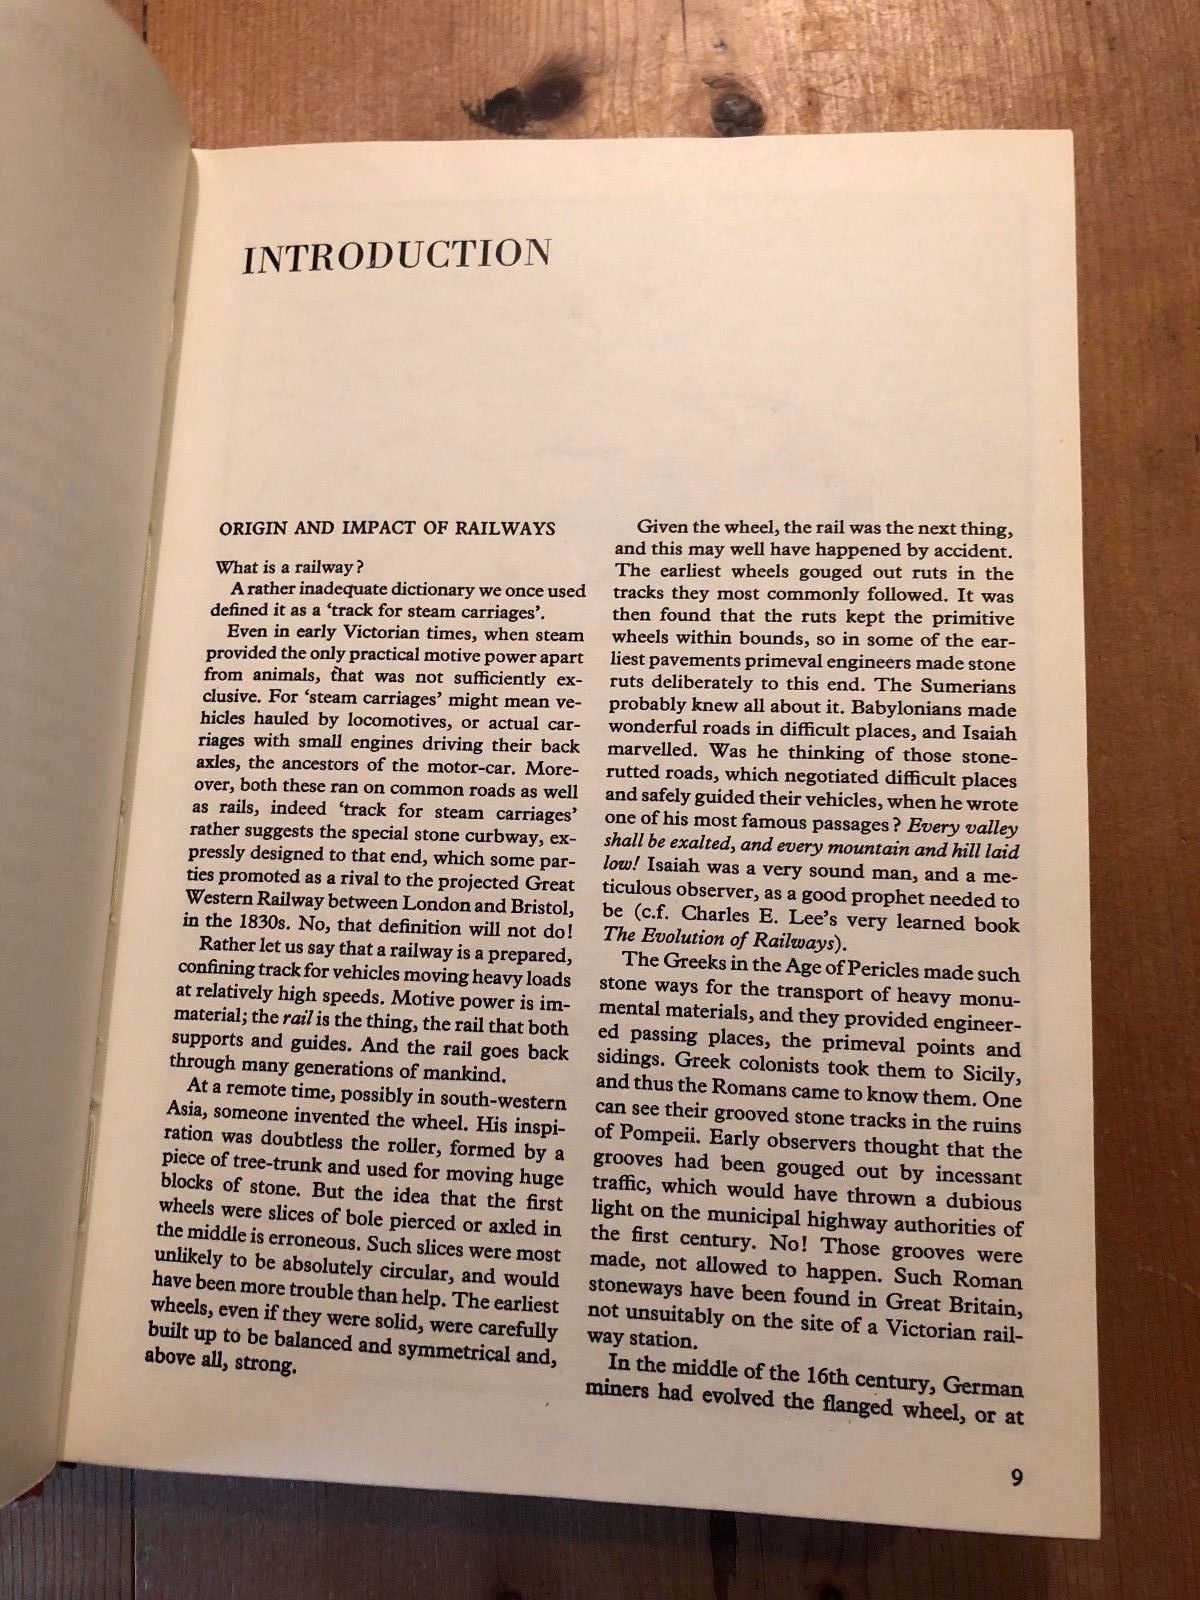 INTRODUCTION
ORIGIN AND IMPACT OF RAILWAYS
What is a railway?
A rather inadequate dictionary we once used
defined it as a ‘track for steam carriages’.
Even in early Victorian times, when steam
provided the only practical motive power apart
from animals, that was not sufficiently ex-
clusive. For ‘steam carriages’ might mean ve-
hicles hauled by locomotives, or actual car-
riages with small engines driving their back
axles, the ancestors of the motor-car. More-
over, both these ran on common roads as well
as rails, indeed ‘track for steam carriages’
rather suggests the special stone curbway, ex-
pressly designed to that end, which some par-
ties promoted as a rival to the projected Great
Western Railway between London and Bristol,
in the 1830s. No, that definition will not do!
Rather let us say that a railway is a prepared,
confining track for vehicles moving heavy loads
at relatively high speeds. Motive power is im-
material; the rail is the thing, the rail that both
supports and guides. And the rail goes back
through many generations of mankind.
At a remote time, possibly in south-western
Asia, someone invented the wheel. His inspi-
ration was doubtless the roller, formed by a
piece of tree-trunk and used for moving huge
blocks of stone. But the idea that the first
wheels were slices of bole pierced or axled in
the middle is erroneous. Such slices were most
unlikely to be absolutely circular, and would
have been more trouble than help. The earliest
wheels, even if they were solid, were carefully
built up to be balanced and symmetrical and,
above all, strong.
Given the wheel, the rail was the next thing,
and this may well have happened by accident.
The earliest wheels gouged out ruts in the
tracks they most commonly followed. It was
then found that the ruts kept the primitive
wheels within bounds, so in some of the ear-
liest pavements primeval engineers made stone
ruts deliberately to this end. The Sumerians
probably knew all about it. Babylonians made
wonderful roads in difficult places, and Isaiah
marvelled. Was he thinking of those stone-
rutted roads, which negotiated difficult places
and safely guided their vehicles, when he wrote
one of his most famous passages? Every valley
shall be exalted, and every mountain and hill laid
low! Isaiah was a very sound man, and a me-
ticulous observer, as a good prophet needed to
be (c.f. Charles E. Lee’s very learned book
The Evolution of Railways).
The Greeks in the Age of Pericles made such
stone ways for the transport of heavy monu-
mental materials, and they provided engineer-
ed passing places, the primeval points and
sidings. Greek colonists took them to Sicily,
and thus the Romans came to know them. One
can see their grooved stone tracks in the ruins
of Pompeii. Early observers thought that the
grooves had been gouged out by incessant
traffic, which would have thrown a dubious
light on the municipal highway authorities of
the first century. No! Those grooves were
made, not allowed to happen. Such Roman
stoneways have been found in Great Britain,
not unsuitably on the site of a Victorian rail-
way station.
In the middle of the 16th century, German
miners had evolved the flanged wheel, or at
9